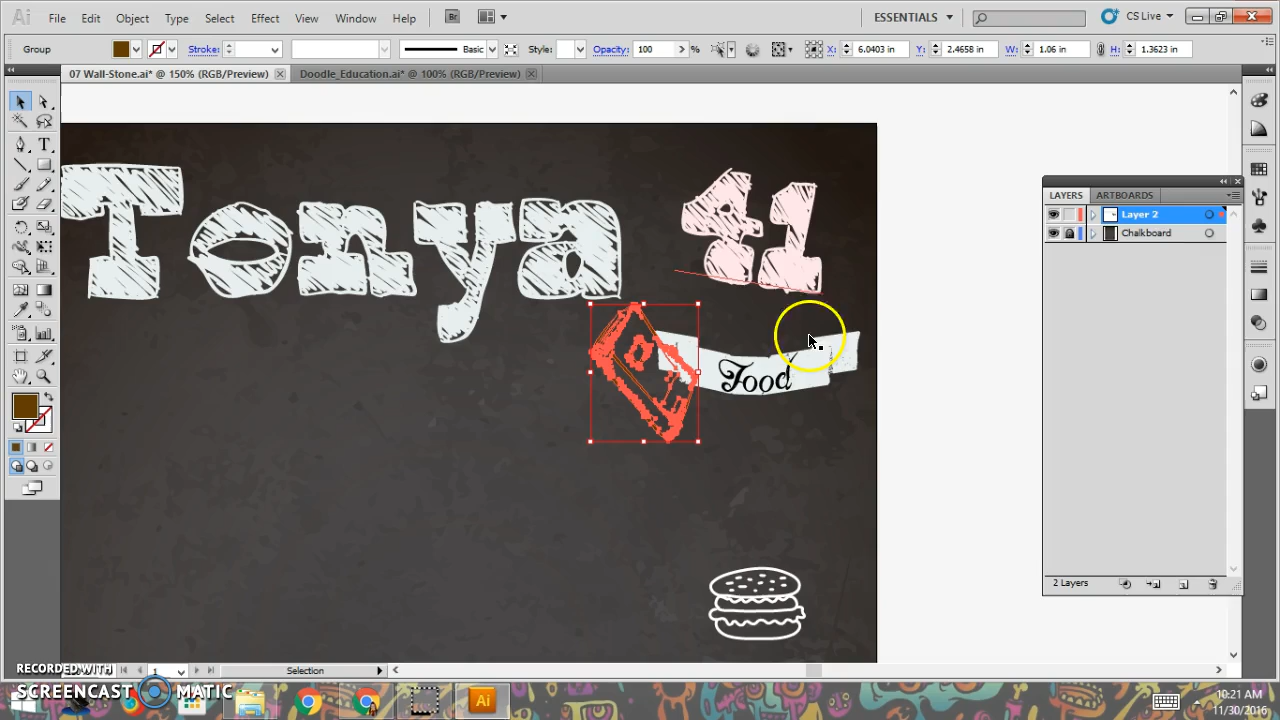 Ai File Edit Object Type Select Effect View Window Help Br ESSENTIALS CS Live
Group Stroke: Basic Style: Opacity: 100 % X: 6.0403 in Y: 2.4658 in W: 1.06 in H: 1.3623 in
07 Wall-Stone.ai* @ 150% (RGB/Preview) Doodle_Education.ai* @ 100% (RGB/Preview)
Tonya 41
Food
LAYERS ARTBOARDS
Layer 2
Chalkboard
2 Layers
1 Selection
RECORDED WITH
SCREENCAST MATIC
Ai
10:21 AM
11/30/2016